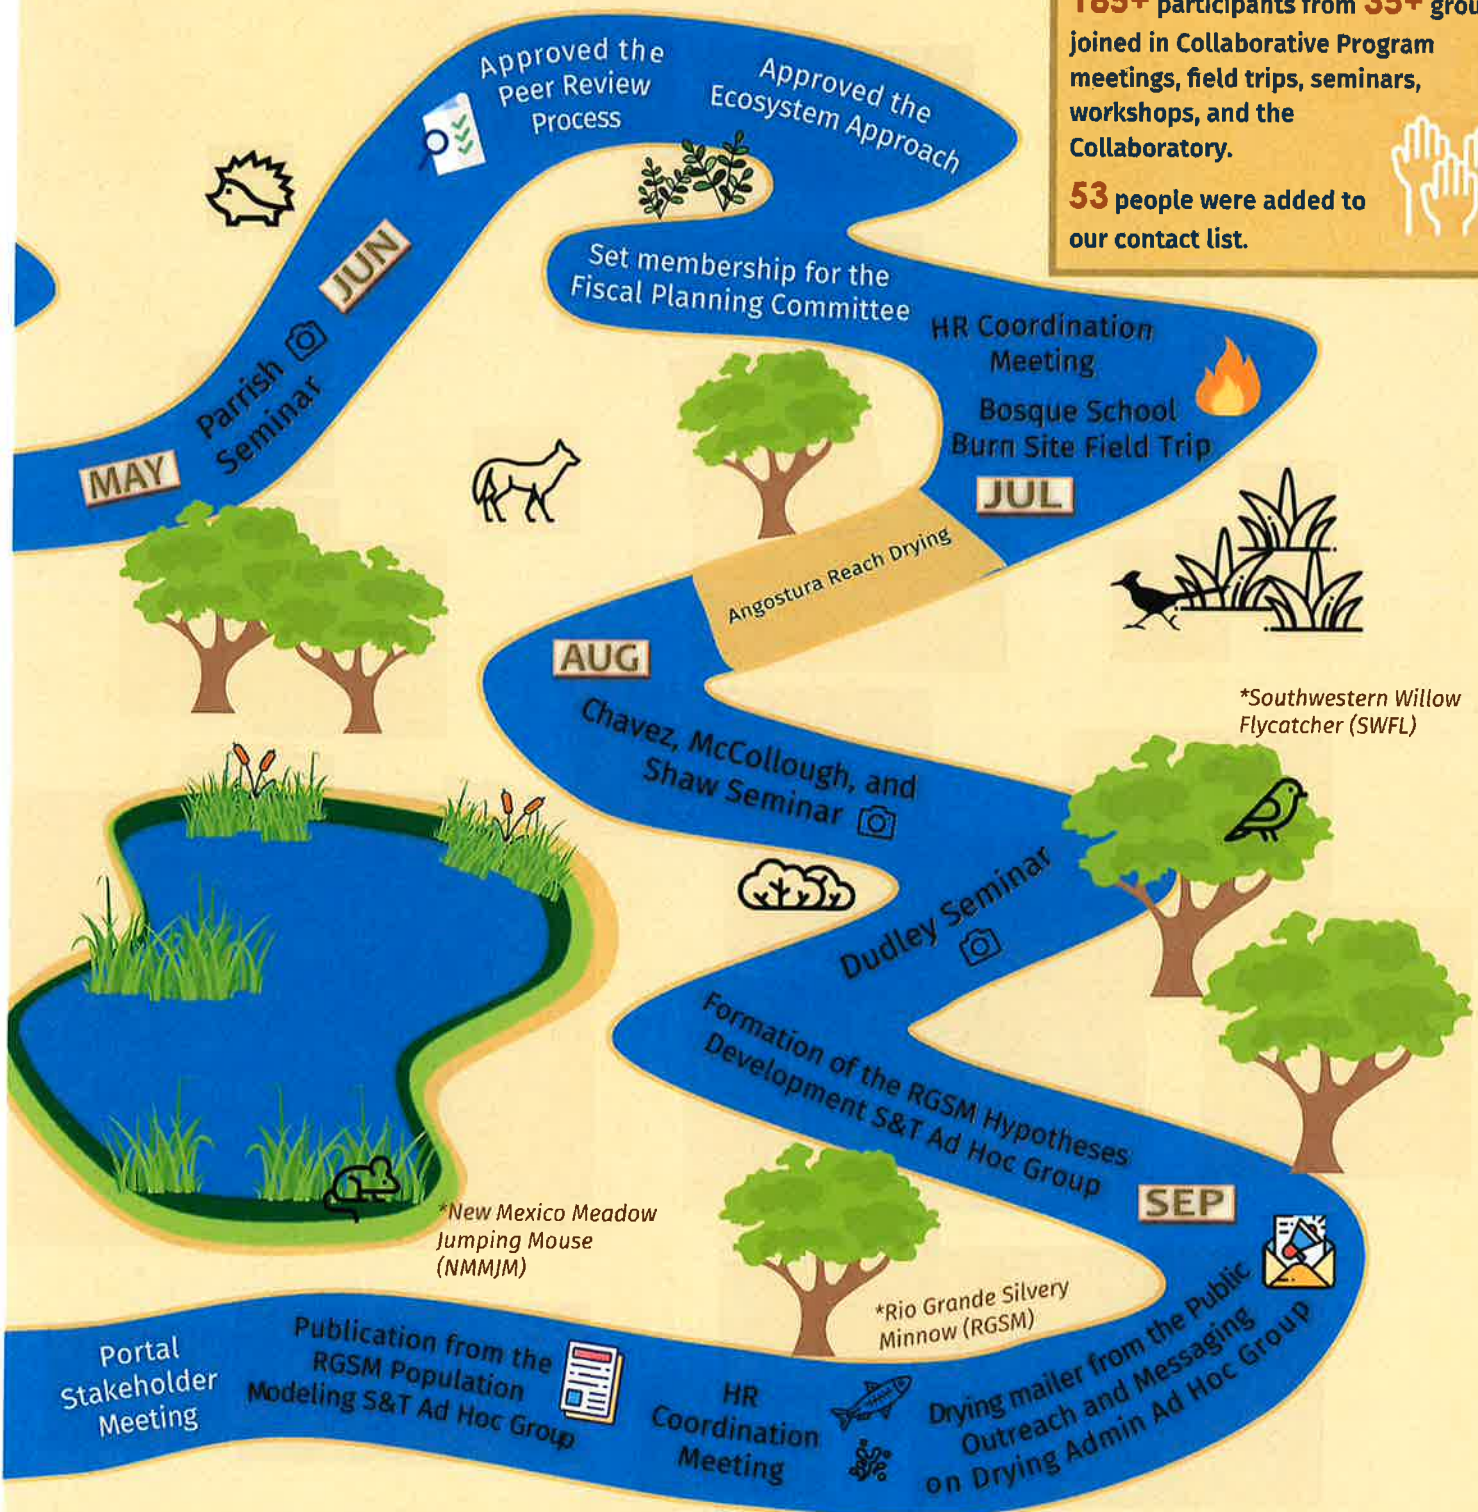 185+ participants from 35+
joined in Collaborative Program
meetings, field trips, seminars,
workshops, and the
Collaboratory.
53 people were added to
our contact list.
Approved the
Peer Review
Process
Approved the
Ecosystem Approach
JUN
Set membership for the
Fiscal Planning Committee
Parrish
Seminar
MAY
HR Coordination
Meeting
Bosque School
Burn Site Field Trip
JUL
Angostura Reach Drying
AUG
Chavez, McCollough, and
Shaw Seminar
*Southwestern Willow
Flycatcher (SWFL)
Dudley Seminar
Formation of the RGSM Hypotheses
Development S&T Ad Hoc Group
SEP
*New Mexico Meadow
Jumping Mouse
(NMMJM)
*Rio Grande Silvery
Minnow (RGSM)
Drying mailer from the Public
Outreach and Messaging
on Drying Admin Ad Hoc Group
HR
Coordination
Meeting
Publication from the
RGSM Population
Modeling S&T Ad Hoc Group
Portal
Stakeholder
Meeting